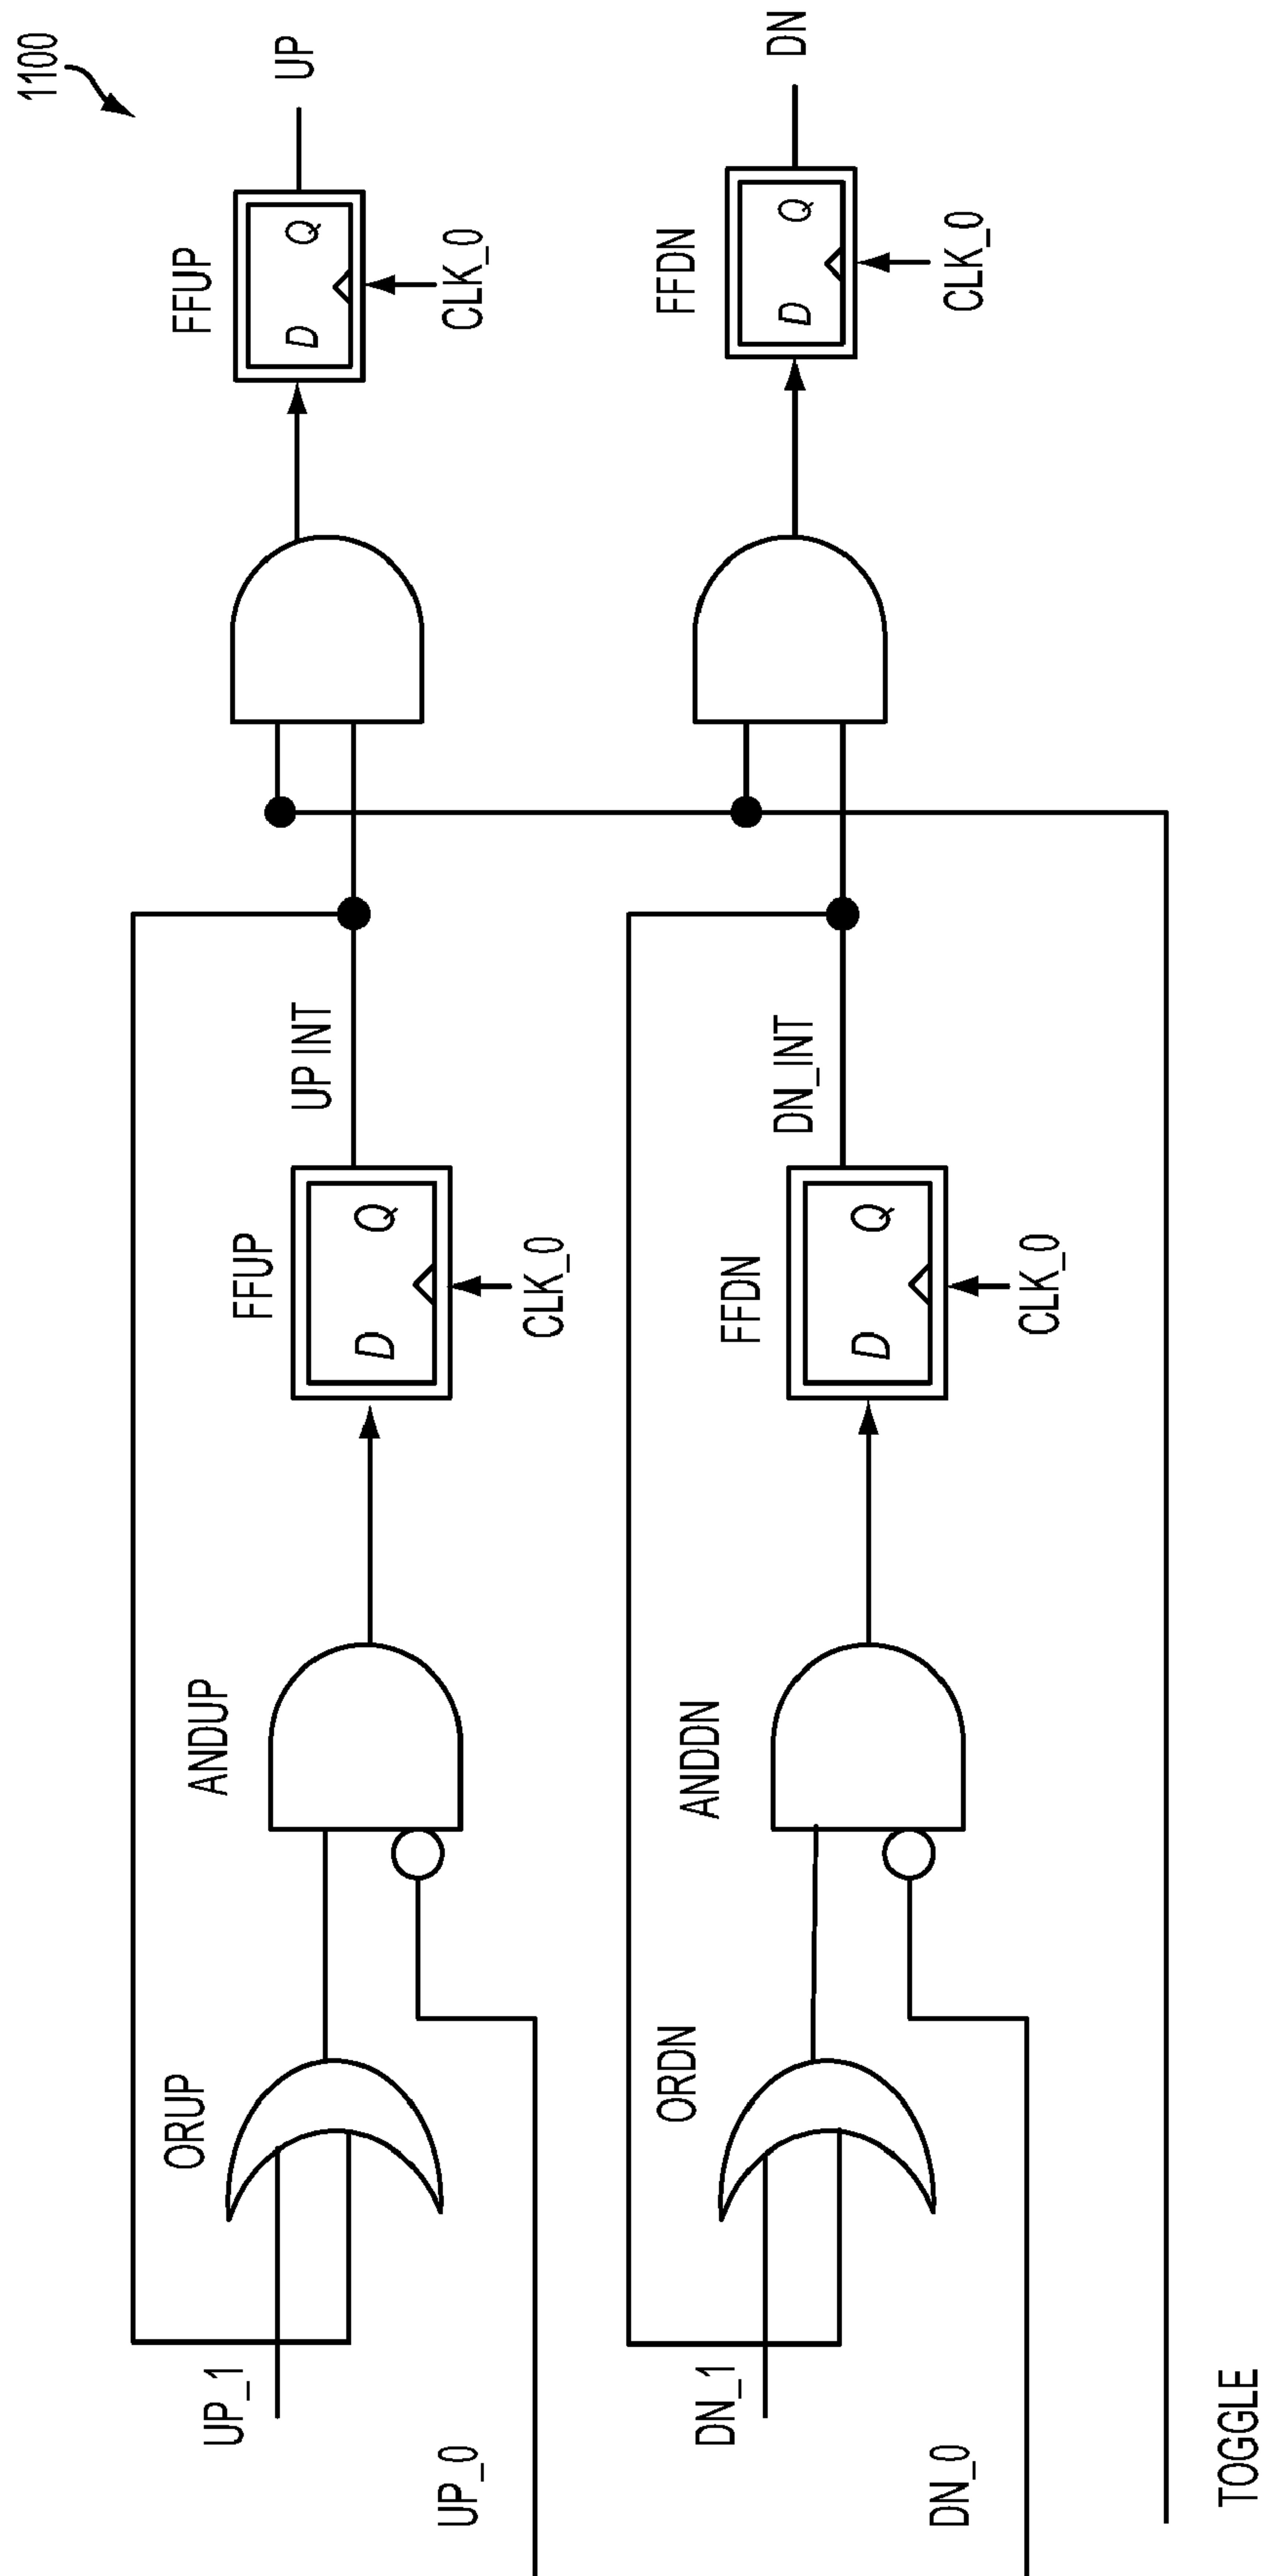 1100
ORUP
ANDUP
FFUP
FFUP
UP_1
UP_0
D Q
UP INT
D Q
UP
CLK_0
CLK_0
ORDN
ANDDN
FFDN
FFDN
DN_1
DN_0
D Q
DN_INT
D Q
DN
CLK_0
CLK_0
TOGGLE